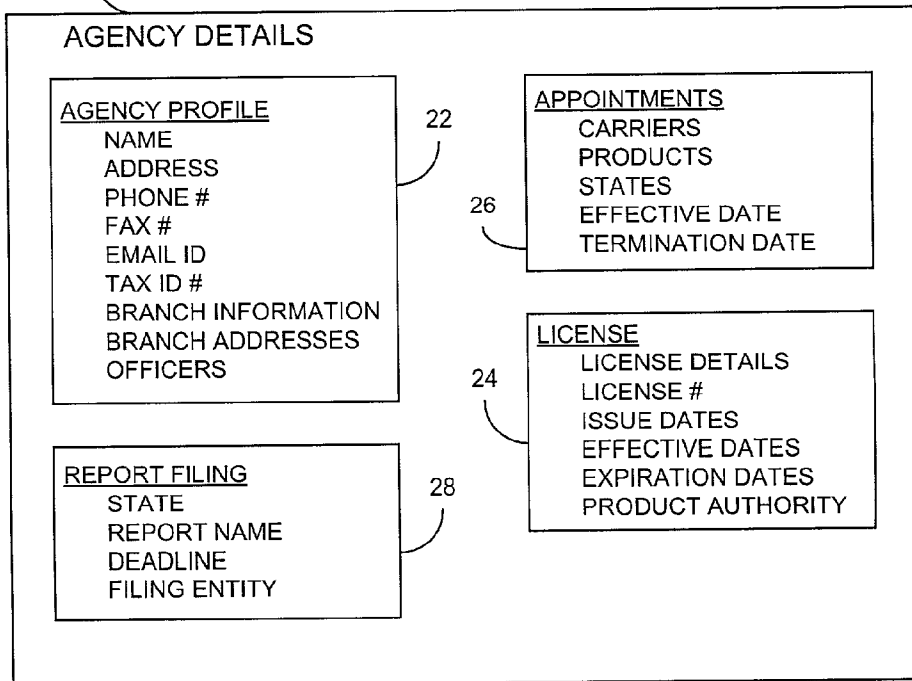 AGENCY DETAILS
AGENCY PROFILE
NAME
ADDRESS
PHONE #
FAX #
EMAIL ID
TAX ID #
BRANCH INFORMATION
BRANCH ADDRESSES
OFFICERS
22
APPOINTMENTS
CARRIERS
PRODUCTS
STATES
EFFECTIVE DATE
TERMINATION DATE
26
REPORT FILING
STATE
REPORT NAME
DEADLINE
FILING ENTITY
28
LICENSE
LICENSE DETAILS
LICENSE #
ISSUE DATES
EFFECTIVE DATES
EXPIRATION DATES
PRODUCT AUTHORITY
24